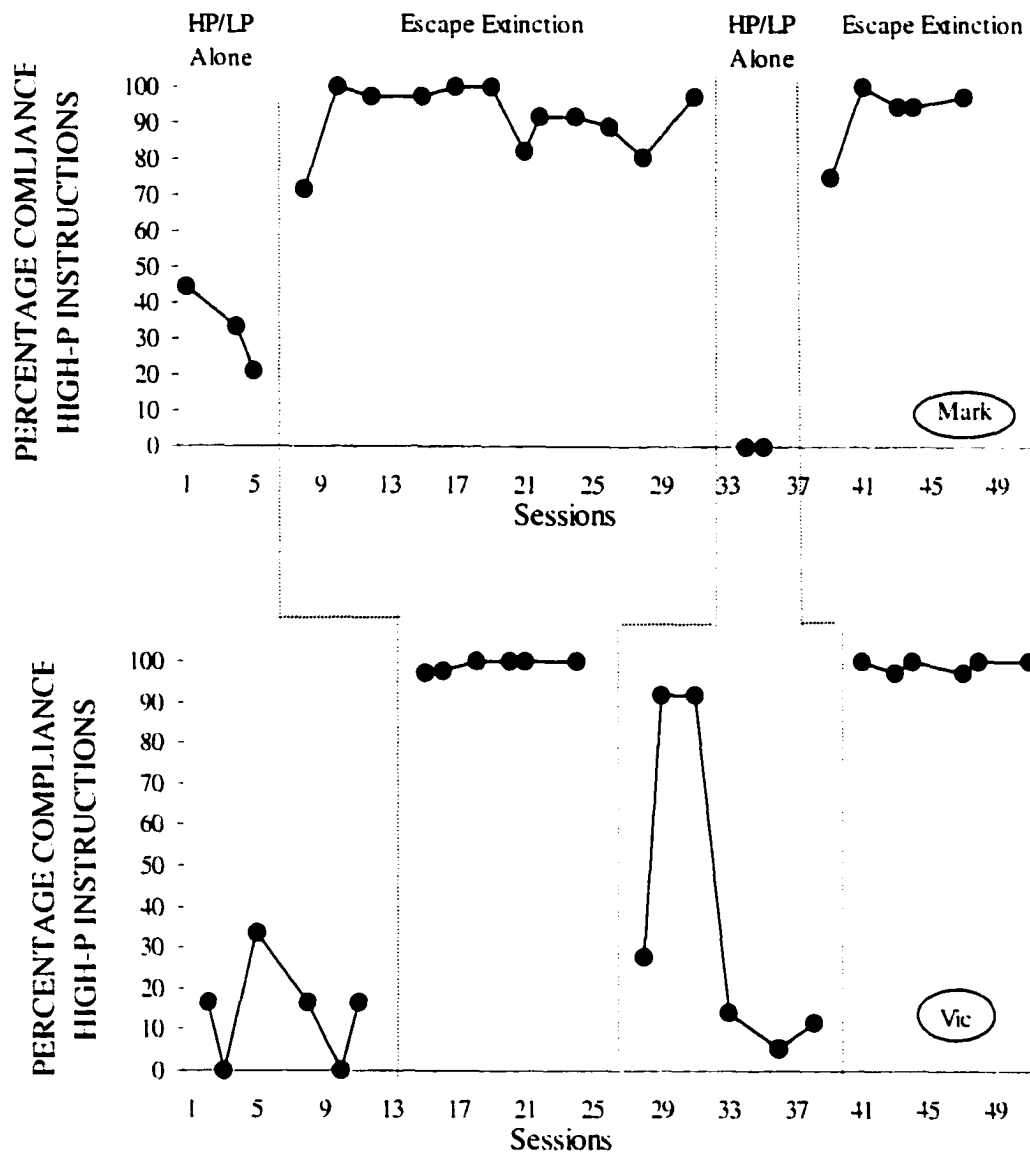 HP/LP Escape Extinction HP/LP Escape Extinction
Alone Alone
PERCENTAGE COMLIANCE
HIGH-P INSTRUCTIONS
100
90
80
70
60
50
40
30
20
10
0
Mark
1 5 9 13 17 21 25 29 33 37 41 45 49
Sessions
PERCENTAGE COMPLIANCE
HIGH-P INSTRUCTIONS
100
90
80
70
60
50
40
30
20
10
0
Vic
1 5 9 13 17 21 25 29 33 37 41 45 49
Sessions